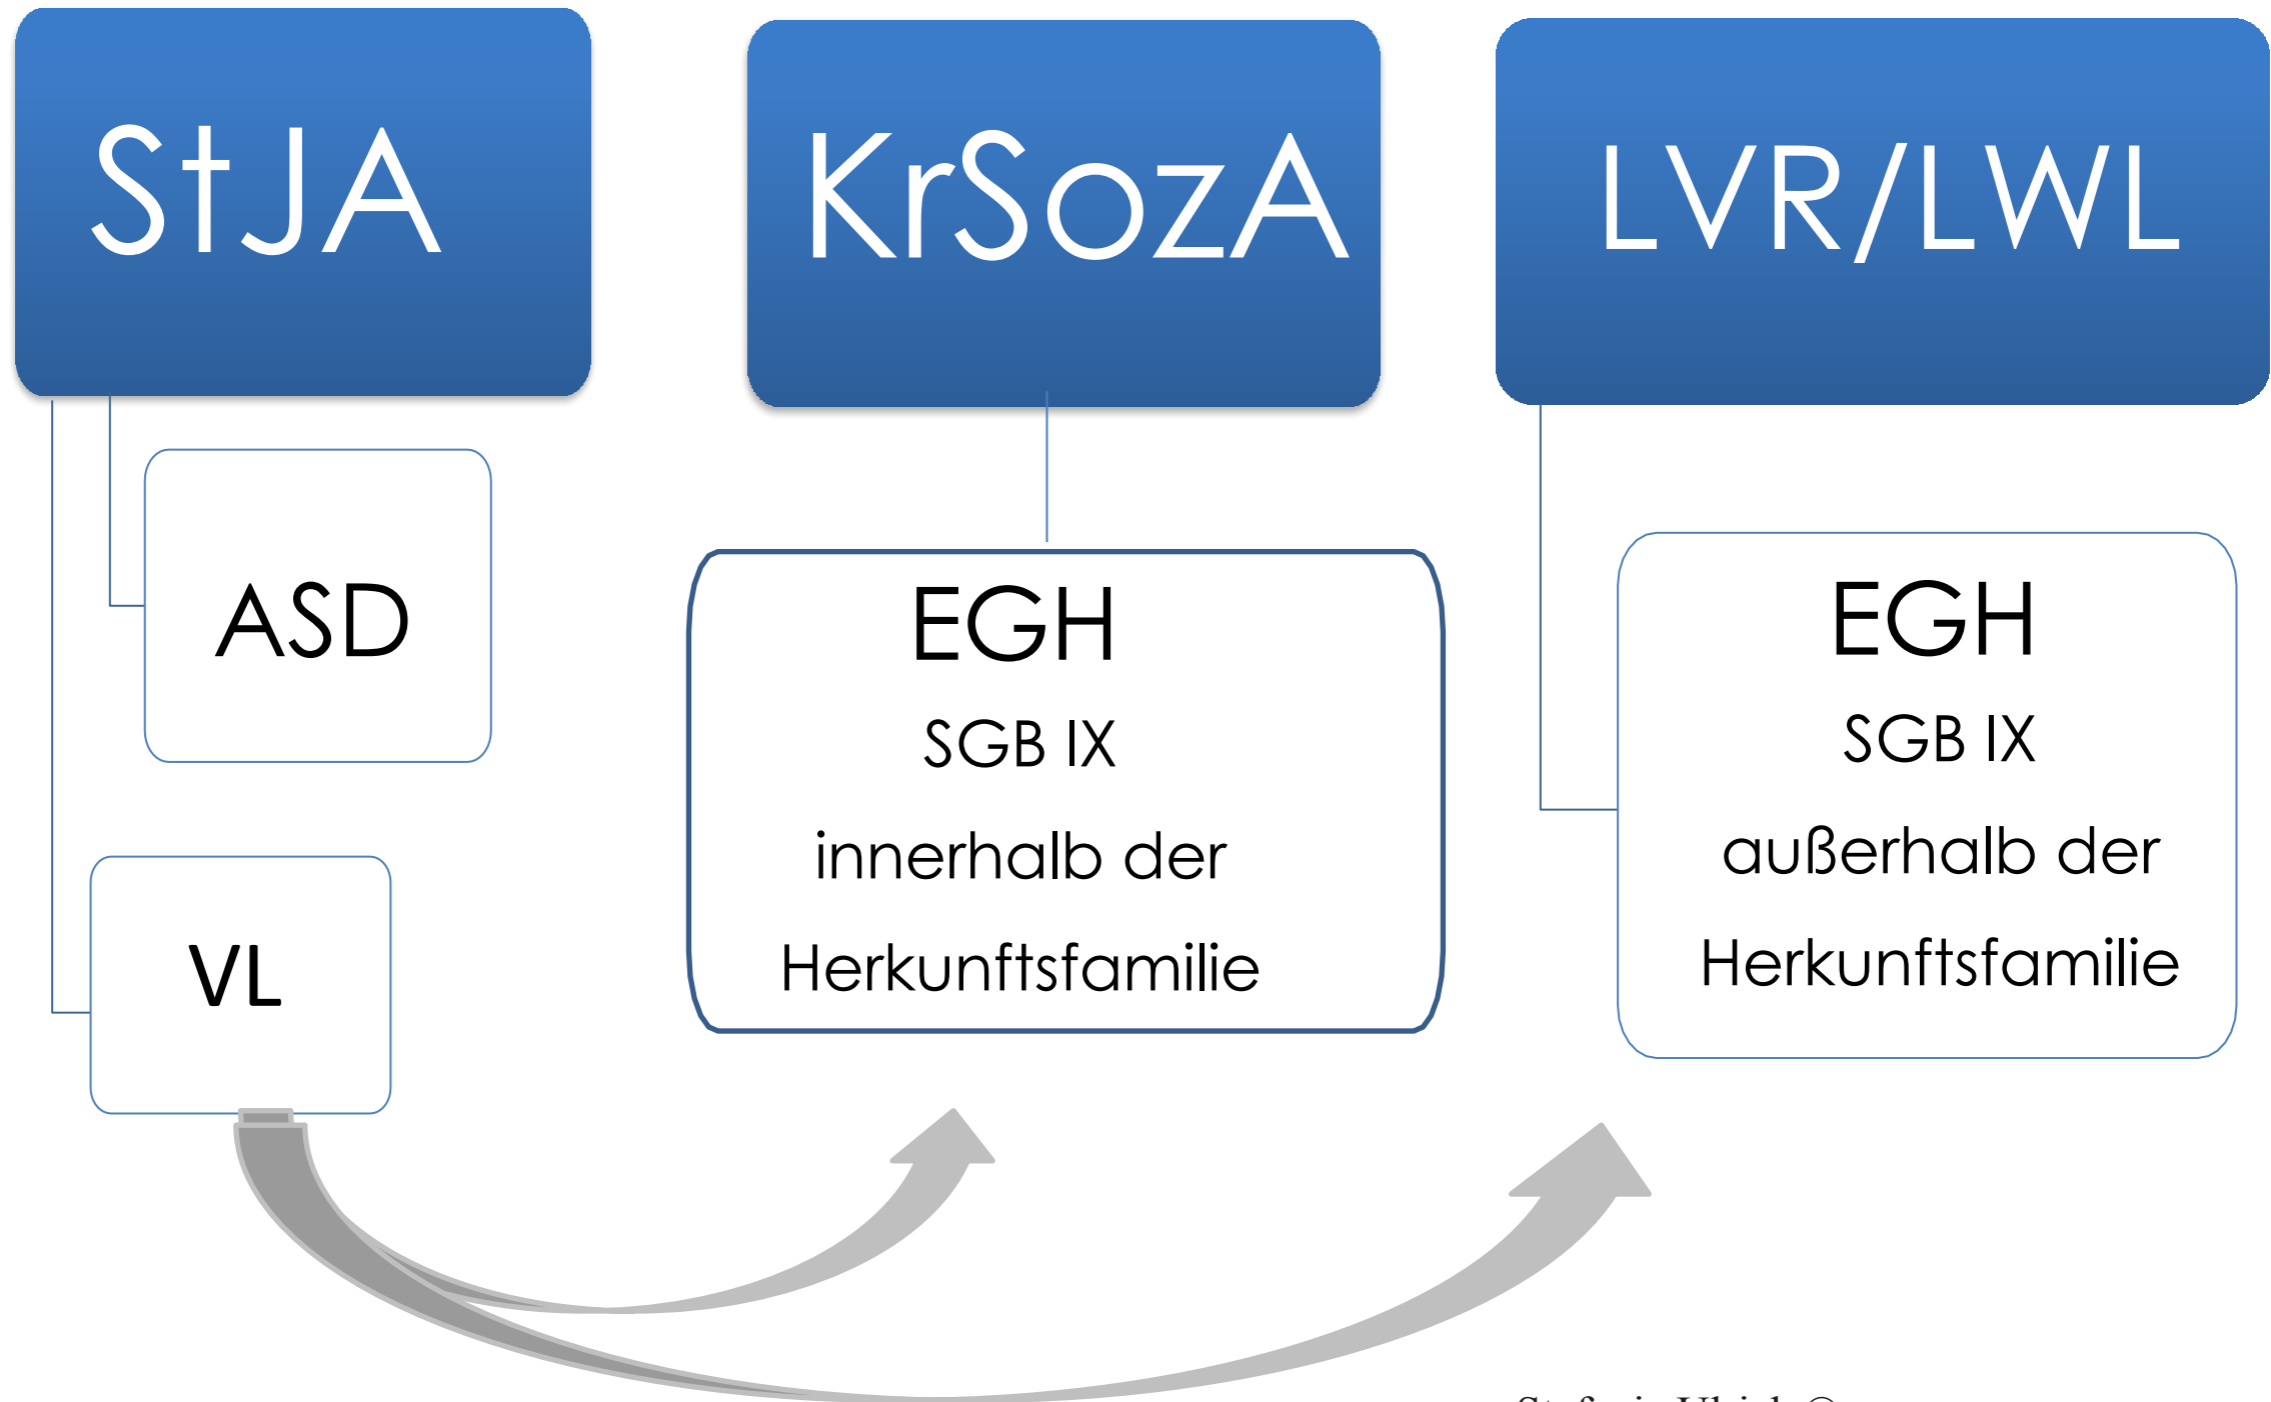 StJA
KrSozA
LVR/LWL
ASD
VL
EGH
SGB IX
innerhalb der
Herkunftsfamilie
EGH
SGB IX
außerhalb der
Herkunftsfamilie